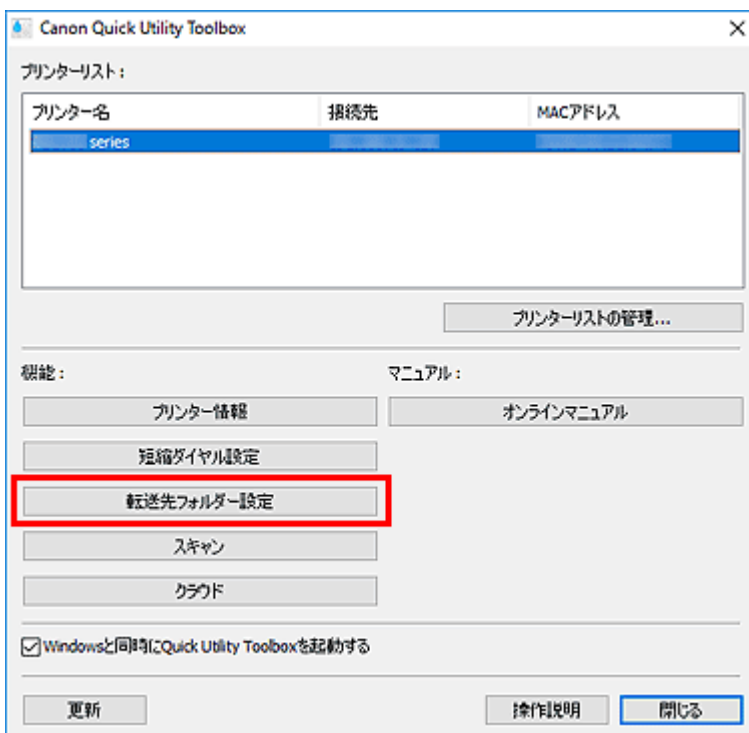 Canon Quick Utility Toolbox
プリンターリスト：
プリンター名 接続先 MACアドレス
series
プリンターリストの管理...
機能： マニュアル：
プリンター情報 オンラインマニュアル
短縮ダイヤル設定
転送先フォルダー設定
スキャン
クラウド
Windowsと同時にQuick Utility Toolboxを起動する
更新 操作説明 閉じる